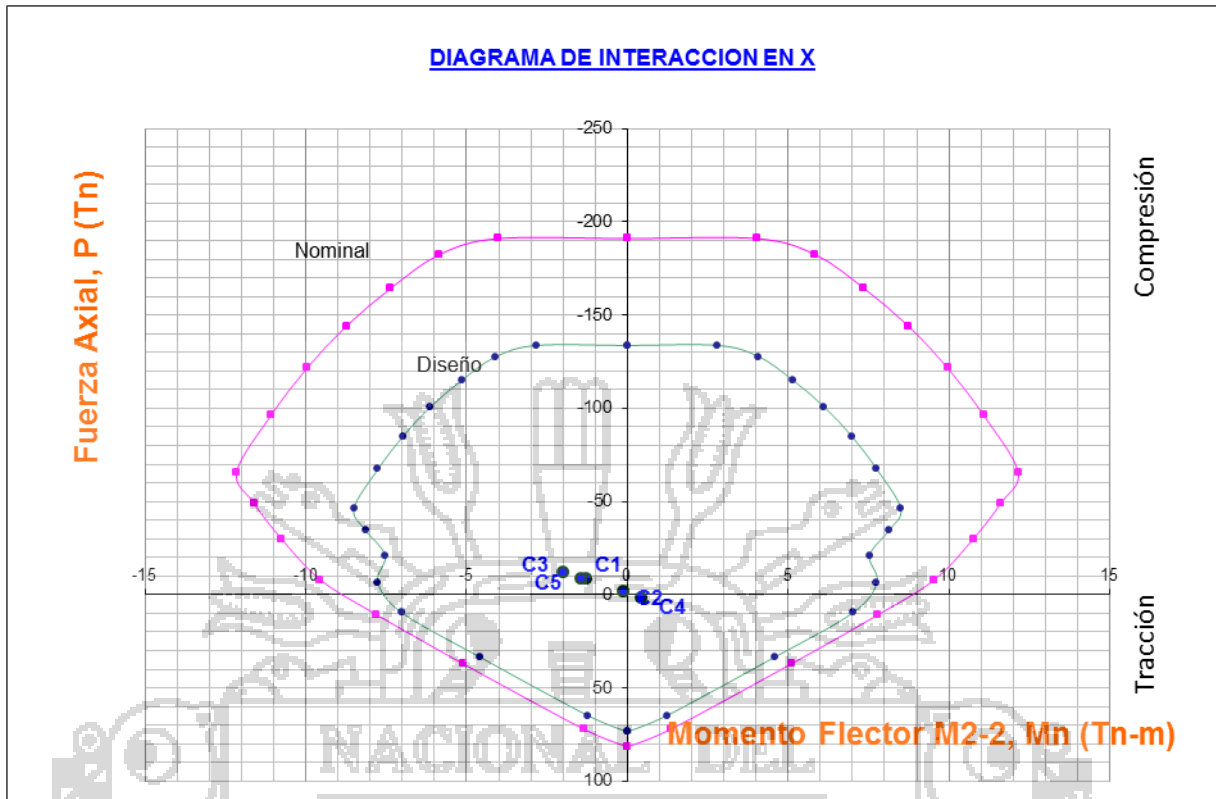 DIAGRAMA DE INTERACCION EN X
Fuerza Axial, P (Tn)
Compresión
Tracción
-250
-200
-150
-100
-50
0
50
100
-15
-10
-5
0
5
10
15
Nominal
Diseño
C3
C1
C5
C2
C4
Momento Flector M2-2, Mn (Tn-m)
NACIONAL DEL